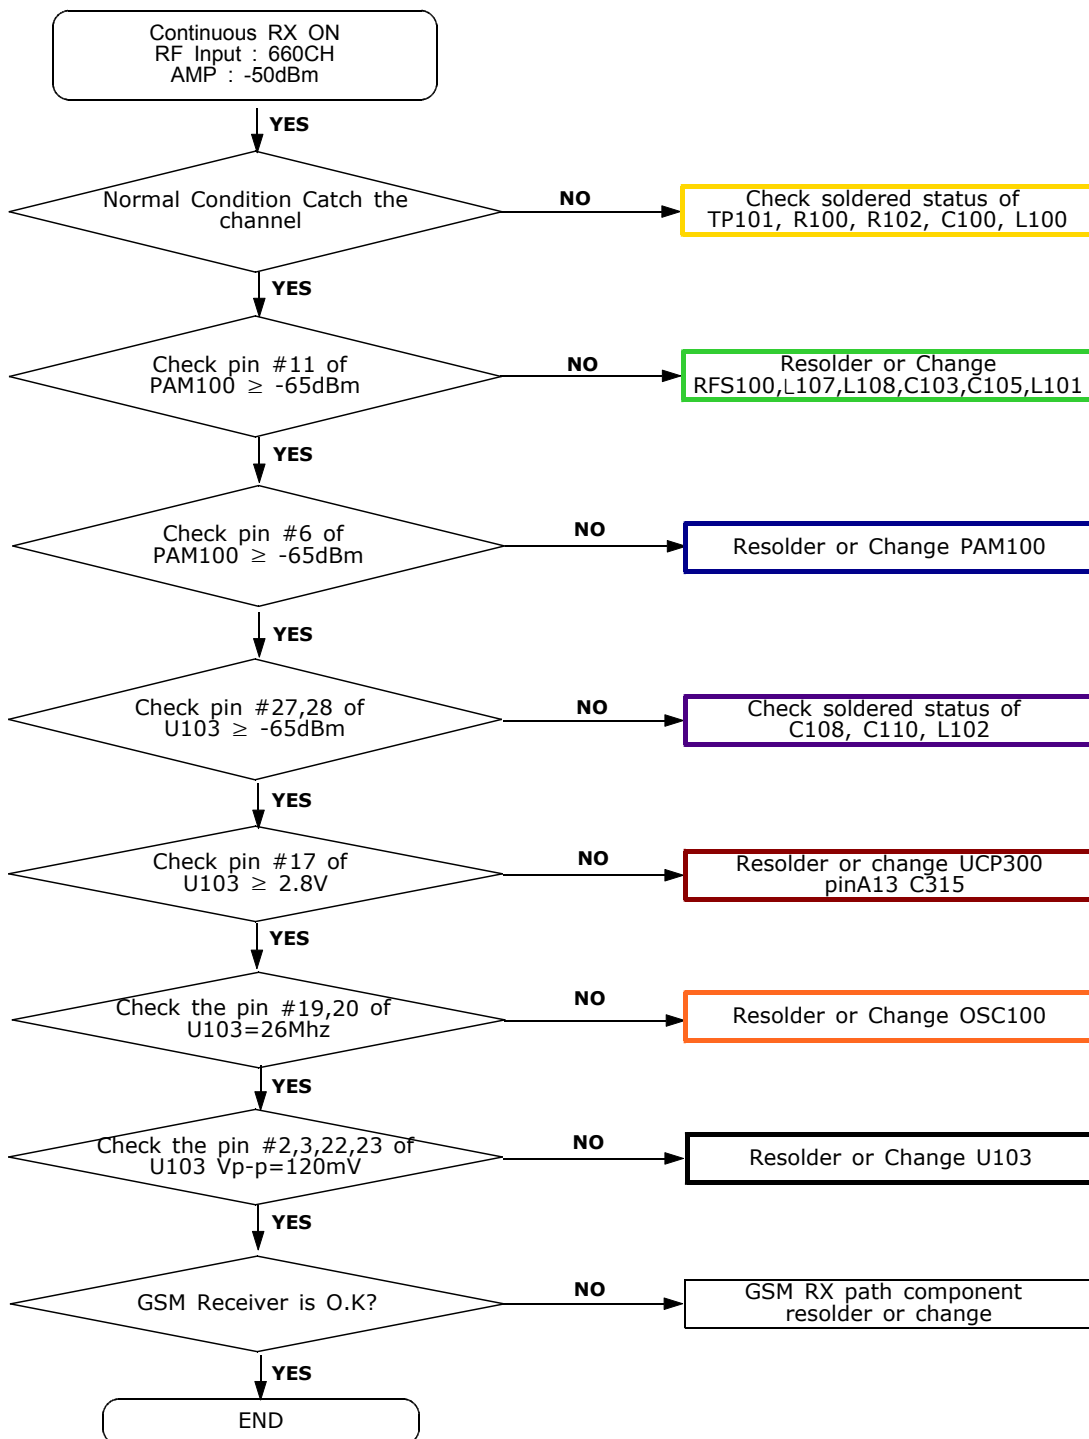 Continuous RX ON
RF Input : 660CH
AMP : -50dBm
YES
Normal Condition Catch the
channel
NO
Check soldered status of
TP101, R100, R102, C100, L100
YES
Check pin #11 of
PAM100 ≥ -65dBm
NO
Resolder or Change
RFS100,L107,L108,C103,C105,L101
YES
Check pin #6 of
PAM100 ≥ -65dBm
NO
Resolder or Change PAM100
YES
Check pin #27,28 of
U103 ≥ -65dBm
NO
Check soldered status of
C108, C110, L102
YES
Check pin #17 of
U103 ≥ 2.8V
NO
Resolder or change UCP300
pinA13 C315
YES
Check the pin #19,20 of
U103=26Mhz
NO
Resolder or Change OSC100
YES
Check the pin #2,3,22,23 of
U103 Vp-p=120mV
NO
Resolder or Change U103
YES
GSM Receiver is O.K?
NO
GSM RX path component
resolder or change
YES
END